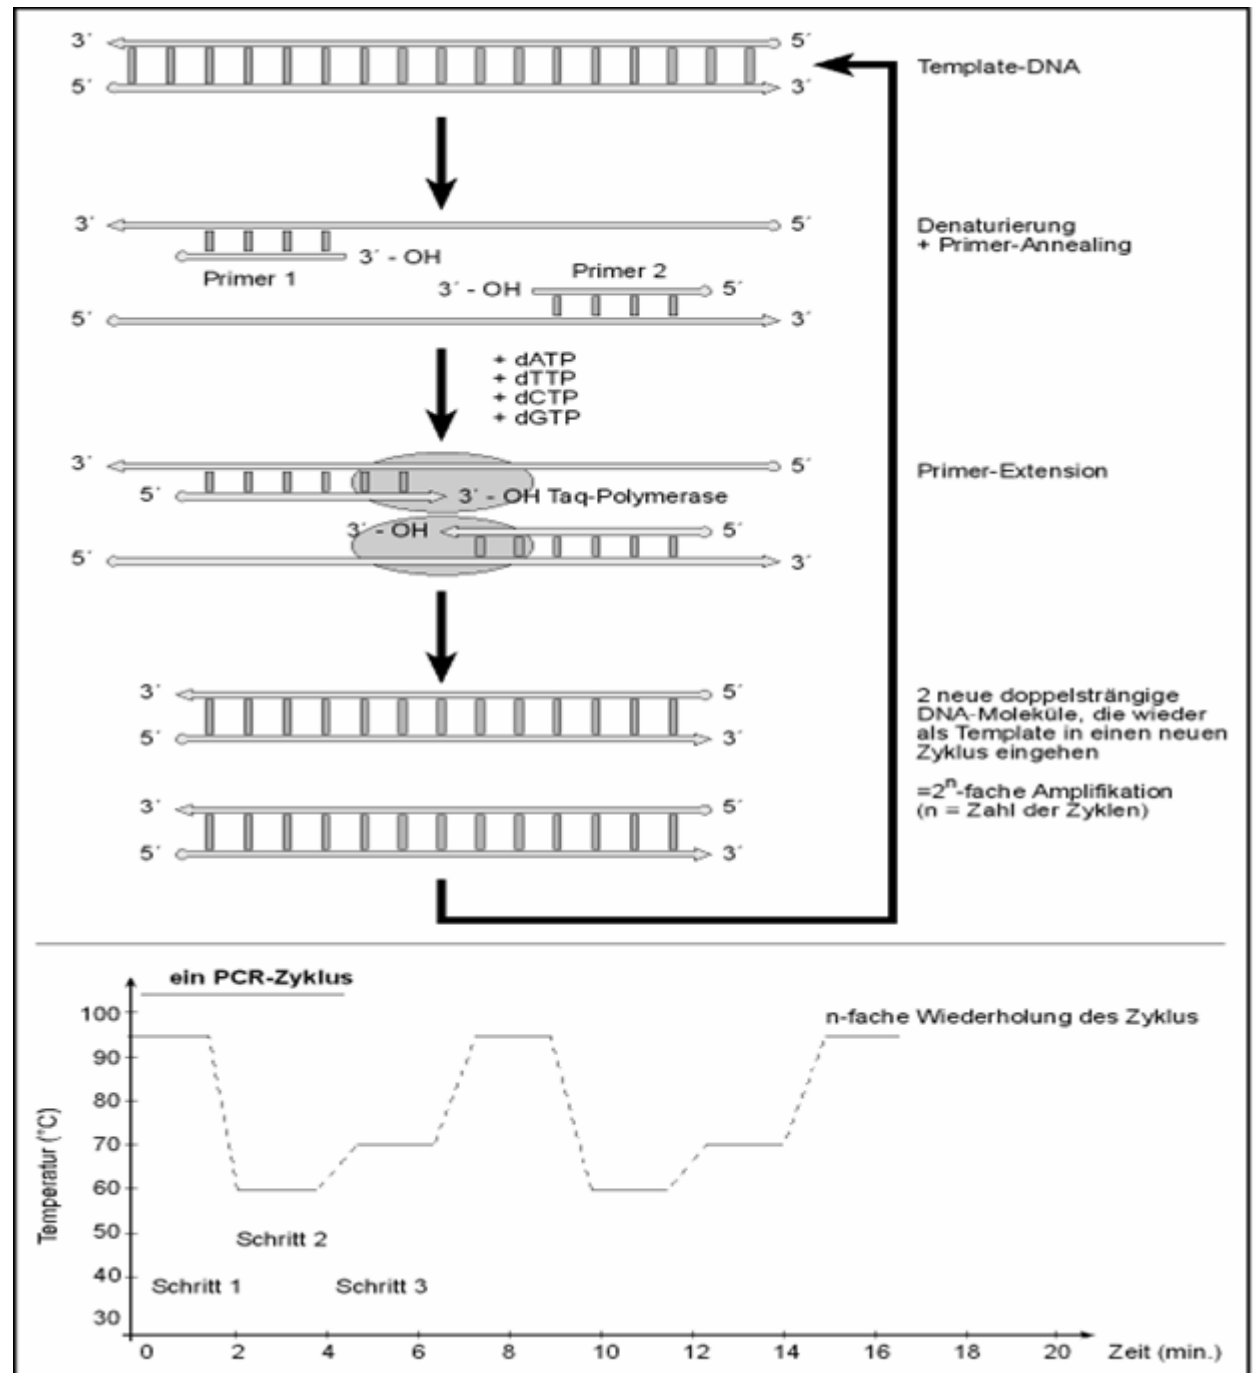 3´ 5´
Template-DNA
5´ 3´
3´ 5´
Denaturierung
+ Primer-Annealing
3´ - OH
Primer 1
Primer 2
3´ - OH 5´
5´ 3´
+ dATP
+ dTTP
+ dCTP
+ dGTP
3´ 5´
Primer-Extension
5´ 3´ - OH Taq-Polymerase
3´ - OH 5´
5´ 3´
3´ 5´
5´ 3´
2 neue doppelsträngige
DNA-Moleküle, die wieder
als Template in einen neuen
Zyklus eingehen
=2ⁿ-fache Amplifikation
(n = Zahl der Zyklen)
3´ 5´
5´ 3´
ein PCR-Zyklus
n-fache Wiederholung des Zyklus
Temperatur (°C)
100
90
80
70
60
50
40
30
Schritt 2
Schritt 1 Schritt 3
0 2 4 6 8 10 12 14 16 18 20 Zeit (min.)